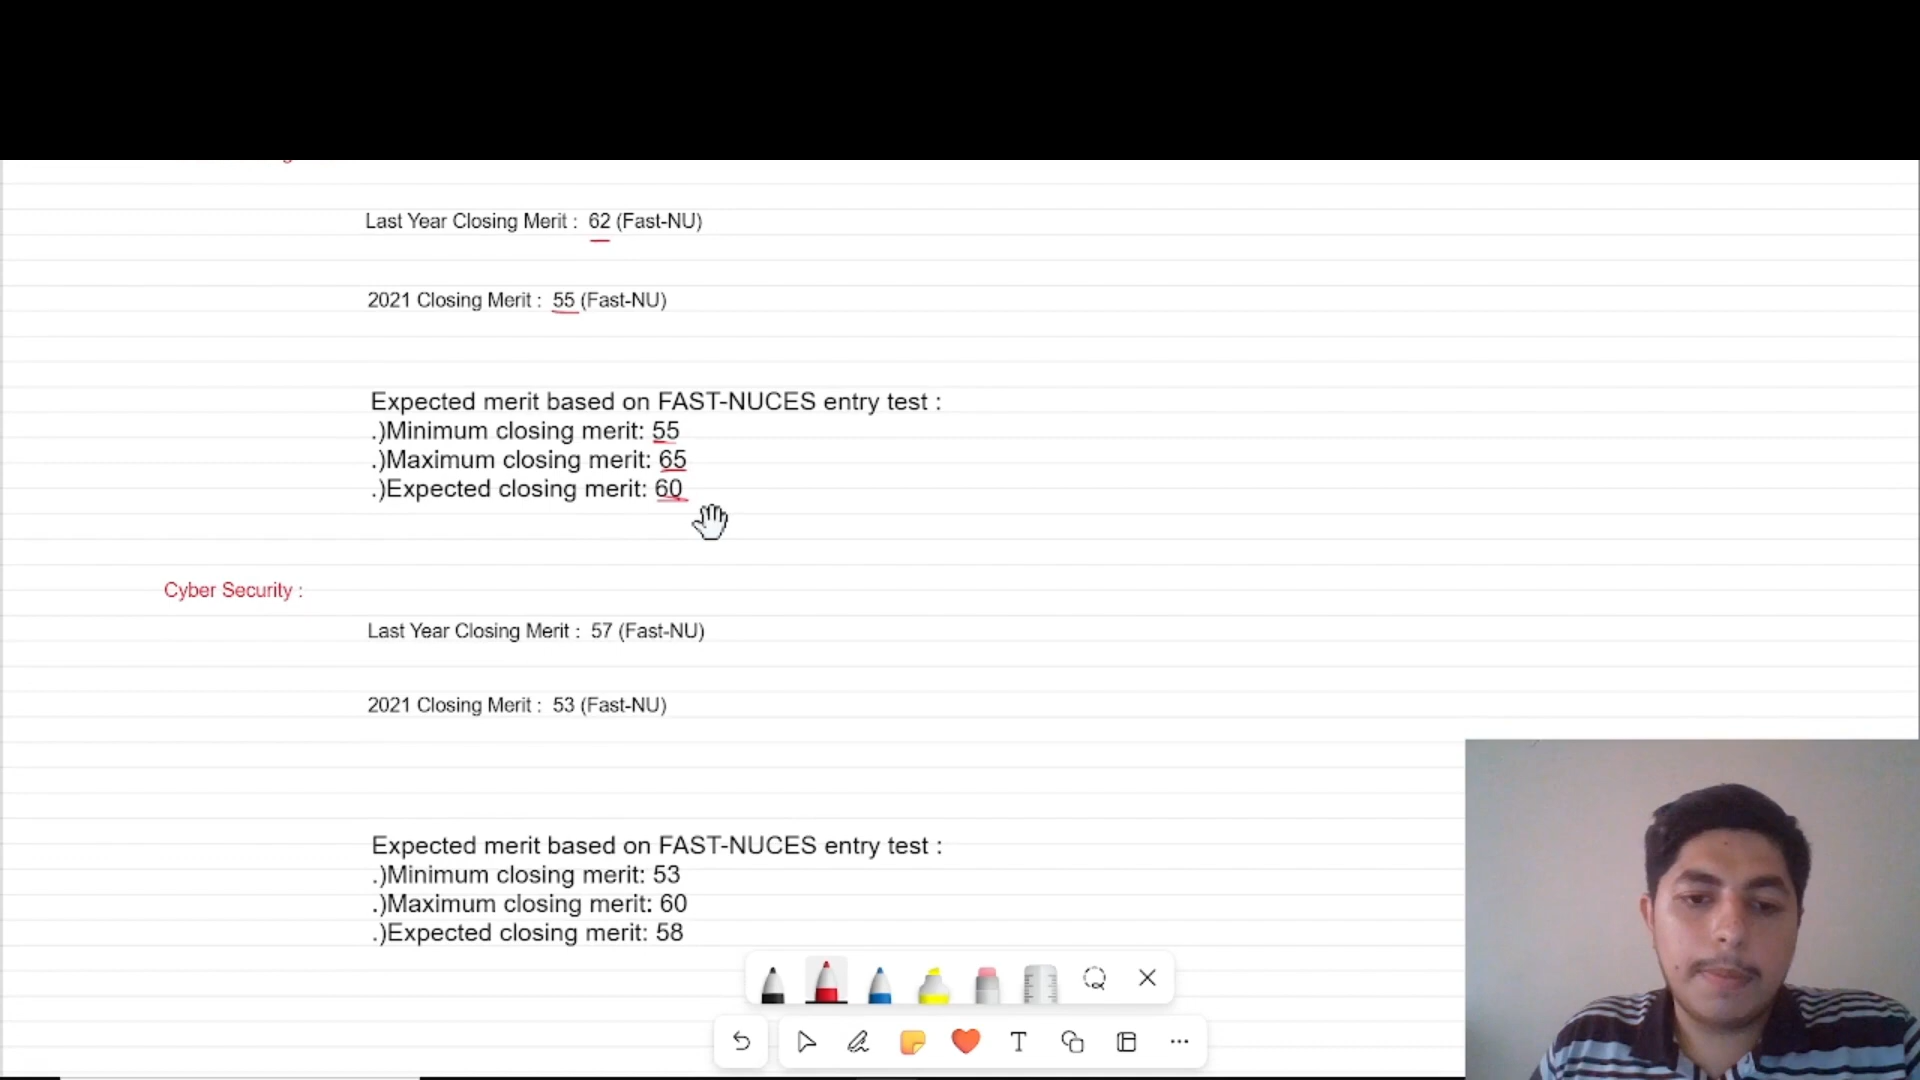 Last Year Closing Merit : 62 (Fast-NU)
2021 Closing Merit : 55 (Fast-NU)
Expected merit based on FAST-NUCES entry test :
.)Minimum closing merit: 55
.)Maximum closing merit: 65
.)Expected closing merit: 60
Cyber Security :
Last Year Closing Merit : 57 (Fast-NU)
2021 Closing Merit : 53 (Fast-NU)
Expected merit based on FAST-NUCES entry test :
.)Minimum closing merit: 53
.)Maximum closing merit: 60
.)Expected closing merit: 58